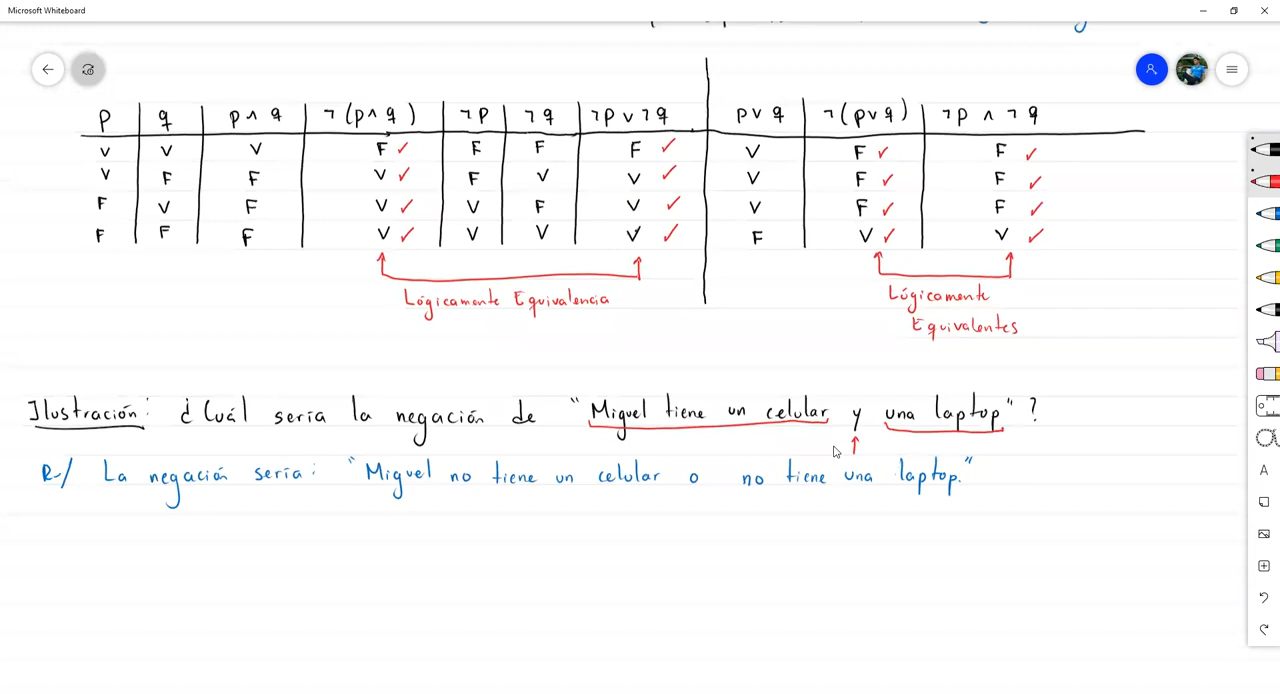 Microsoft Whiteboard
p q p ∧ q ¬(p ∧ q) ¬p ¬q ¬p ∨ ¬q p ∨ q ¬(p ∨ q) ¬p ∧ ¬q
V V V F ✓ F F F ✓ V F ✓ F ✓
V F F V ✓ F V V ✓ V F ✓ F ✓
F V F V ✓ V F V ✓ V F ✓ F ✓
F F F V ✓ V V V ✓ F V ✓ V ✓
Lógicamente Equivalencia
Lógicamente
Equivalentes
Ilustración: ¿Cuál sería la negación de "Miguel tiene un celular y una laptop"?
R-/ La negación sería: "Miguel no tiene un celular o no tiene una laptop."
A